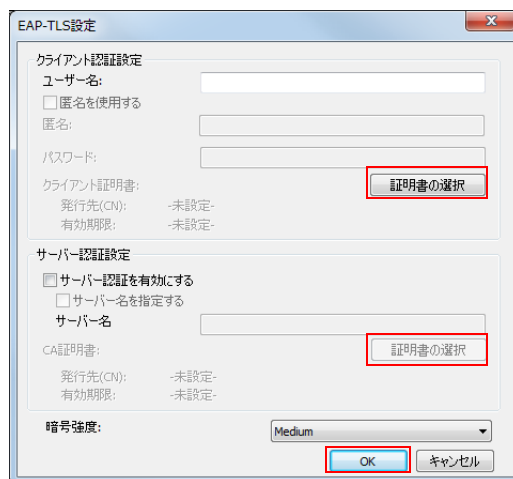 EAP-TLS設定
クライアント認証設定
ユーザー名:
匿名を使用する
匿名:
パスワード:
クライアント証明書:
証明書の選択
発行先(CN): -未設定-
有効期限: -未設定-
サーバー認証設定
サーバー認証を有効にする
サーバー名を指定する
サーバー名
CA証明書:
証明書の選択
発行先(CN): -未設定-
有効期限: -未設定-
暗号強度: Medium
OK キャンセル